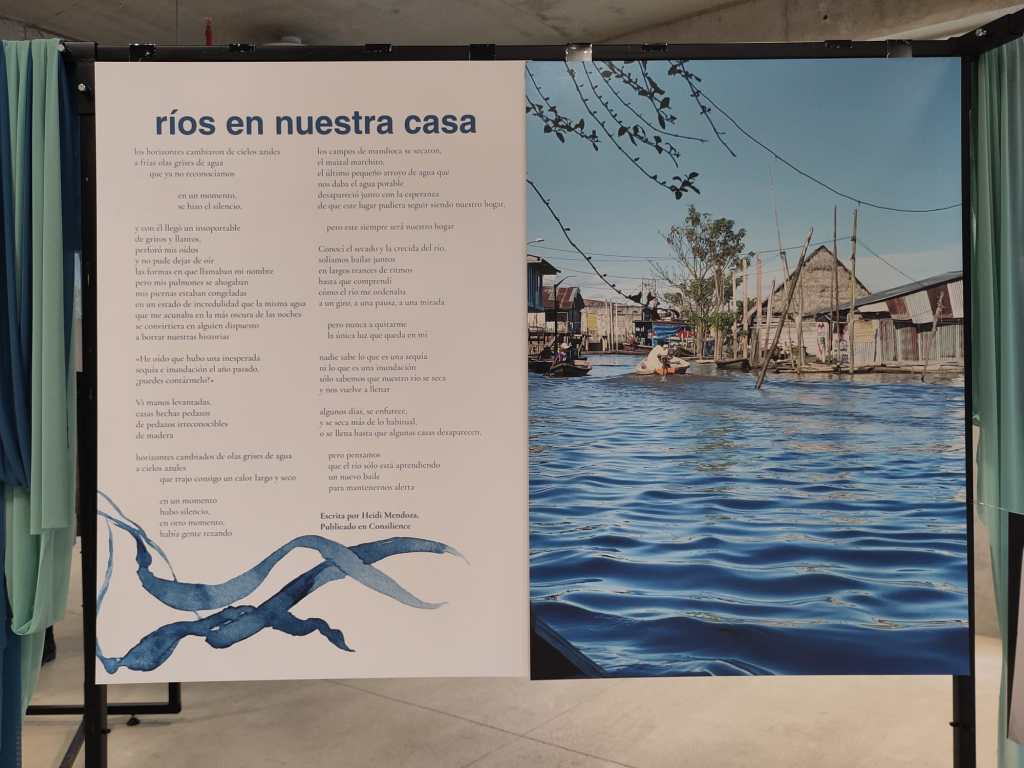 ríos en nuestra casa
los horizontes cambiaron de cielos azules
a frías olas grises de agua
que ya no reconocíamos
en un momento,
se hizo el silencio,
y con él llegó un insoportable
de gritos y llantos,
perforó mis oídos
y no pude dejar de oír
las formas en que llamaban mi nombre
pero mis pulmones se ahogaban
mis piernas estaban congeladas
en un estado de incredulidad que la misma agua
que me acunaba en la más oscura de las noches
se convirtiera en alguien dispuesto
a borrar nuestras historias
«He oído que hubo una inesperada
sequía e inundación el año pasado,
¿puedes contármelo?»
Vi manos levantadas,
casas hechas pedazos
de pedazos irreconocibles
de madera
horizontes cambiados de olas grises de agua
a cielos azules
que trajo consigo un calor largo y seco
en un momento
hubo silencio,
en otro momento,
había gente rezando
los campos de mandioca se secaron,
el maizal marchito,
el último pequeño arroyo de agua que
nos daba el agua potable
desapareció junto con la esperanza
de que este lugar pudiera seguir siendo nuestro hogar,
pero este siempre será nuestro hogar
Conocí el secado y la crecida del río,
solíamos bailar juntos
en largos trances de ritmos
hasta que comprendí
cómo el río me ordenaba
a un giro, a una pausa, a una mirada
pero nunca a quitarme
la única luz que queda en mí
nadie sabe lo que es una sequía
ni lo que es una inundación
sólo sabemos que nuestro río se seca
y nos vuelve a llenar
algunos días, se enfurece,
y se seca más de lo habitual,
o se llena hasta que algunas casas desaparecen,
pero pensamos
que el río sólo está aprendiendo
un nuevo baile
para mantenernos alerta
Escrita por Heidi Mendoza,
Publicado en Consilience